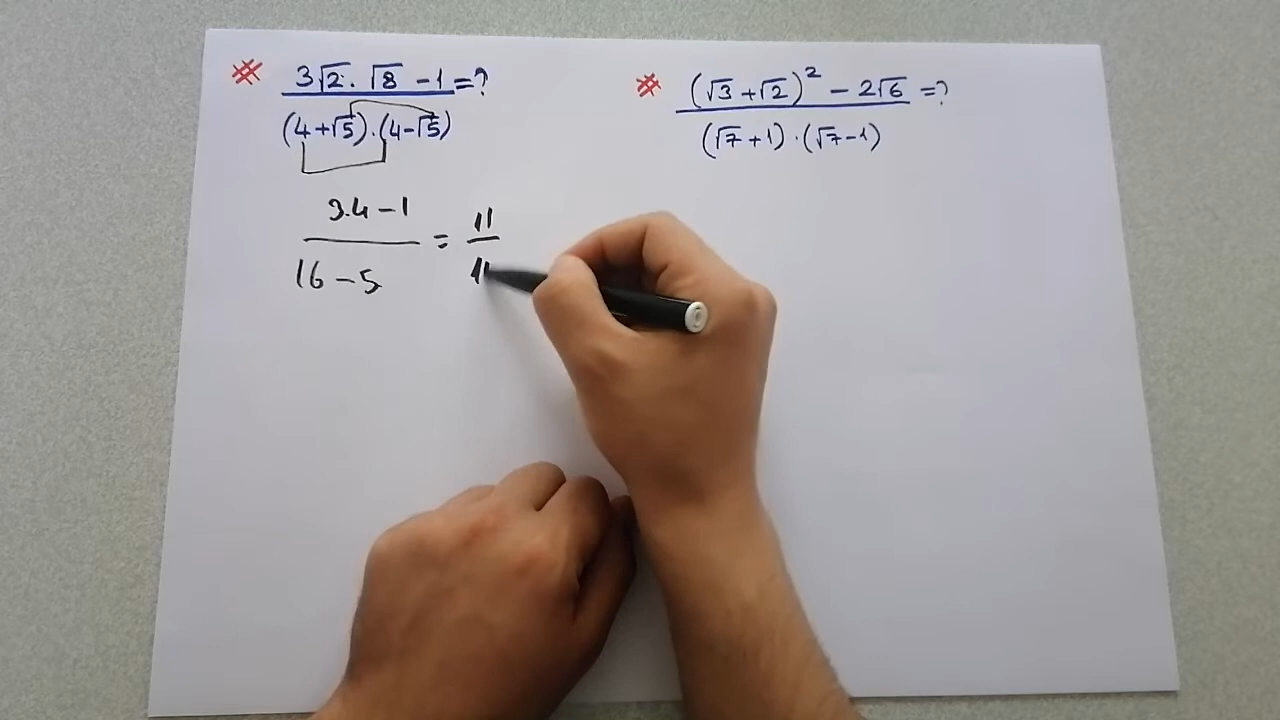 ※ 3√2 . √8 - 1 = ?
(4+√5).(4-√5)
3.4 - 1 = 11
16 - 5 11
※ (√3 + √2)² - 2√6 = ?
(√7 + 1) . (√7 - 1)